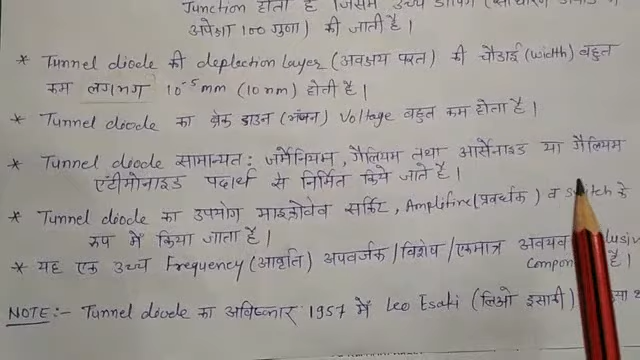 Junction होता है जिसमें उच्च
अपेक्षा 100 गुना) की जाती है।
* Tunnel diode की deplection layer (अवक्षय परत) की चौड़ाई (width) बहुत
कम लगभग 10⁻⁵ mm (10 nm) होती है।
* Tunnel diode का ब्रेक डाउन (भंजन) Voltage बहुत कम होता है।
* Tunnel diode सामान्यतः जर्मेनियम, गैलियम तथा आर्सेनाइड या गैलियम
एंटीमोनाइड पदार्थ से निर्मित किये जाते है।
* Tunnel diode का उपयोग माइक्रोवेव सर्किट, Amplifire (प्रवर्धक) व Switch के
रूप में किया जाता है।
* यह एक उच्च Frequency (आवृत्ति) अपवर्जक/विशेष/एकमात्र अवयव
है।
NOTE:- Tunnel diode का अविष्कार 1957 में Leo Esaki (लिओ इसाकी)